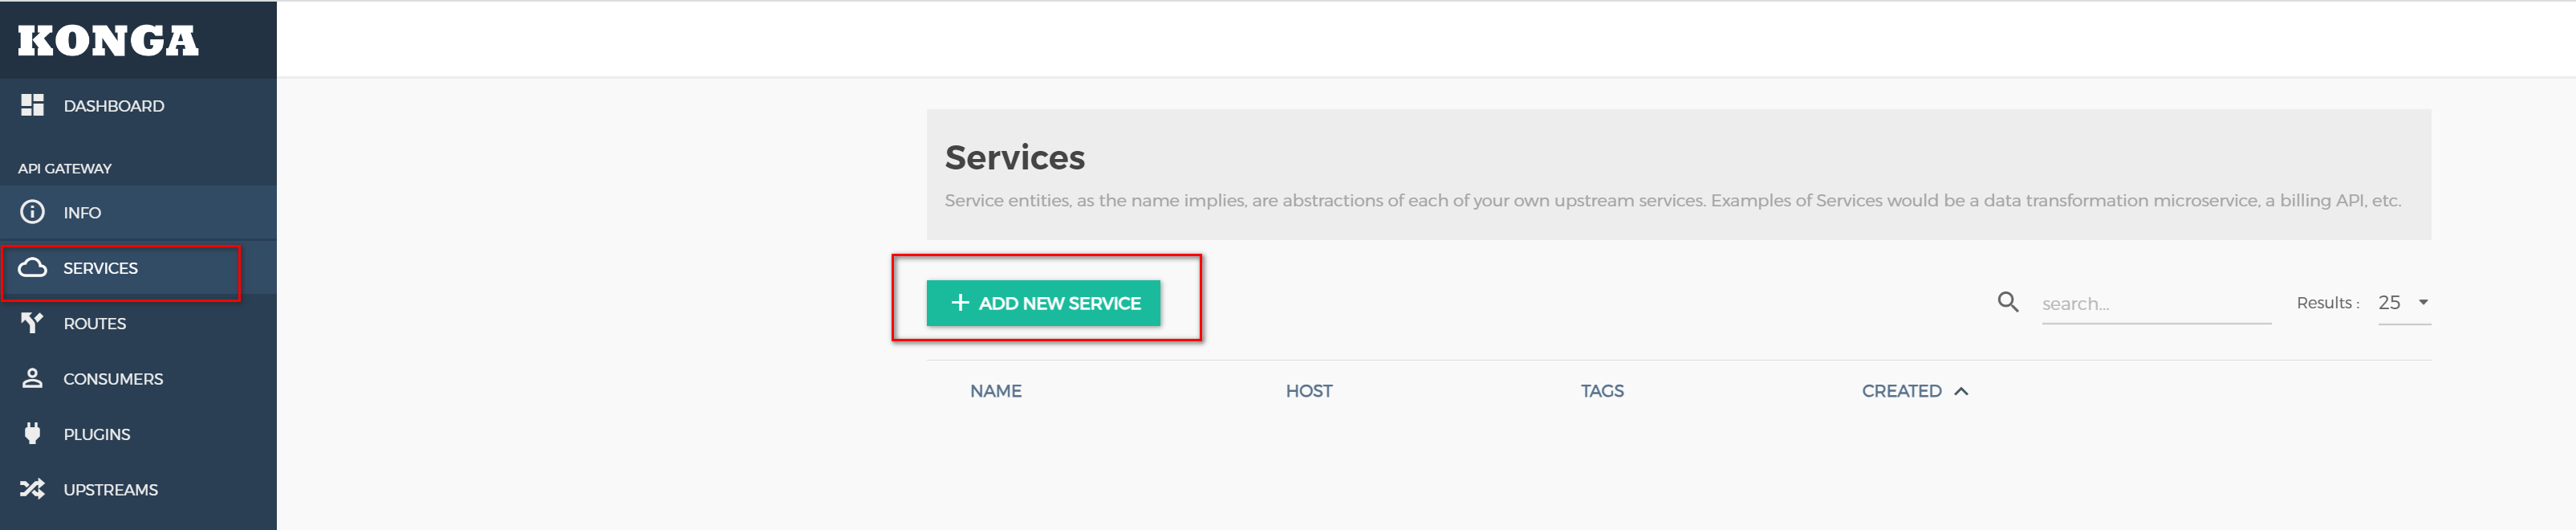 KONGA
DASHBOARD
API GATEWAY
INFO
SERVICES
ROUTES
CONSUMERS
PLUGINS
UPSTREAMS
Services
Service entities, as the name implies, are abstractions of each of your own upstream services. Examples of Services would be a data transformation microservice, a billing API, etc.
+ ADD NEW SERVICE
search...
Results : 25
NAME HOST TAGS CREATED